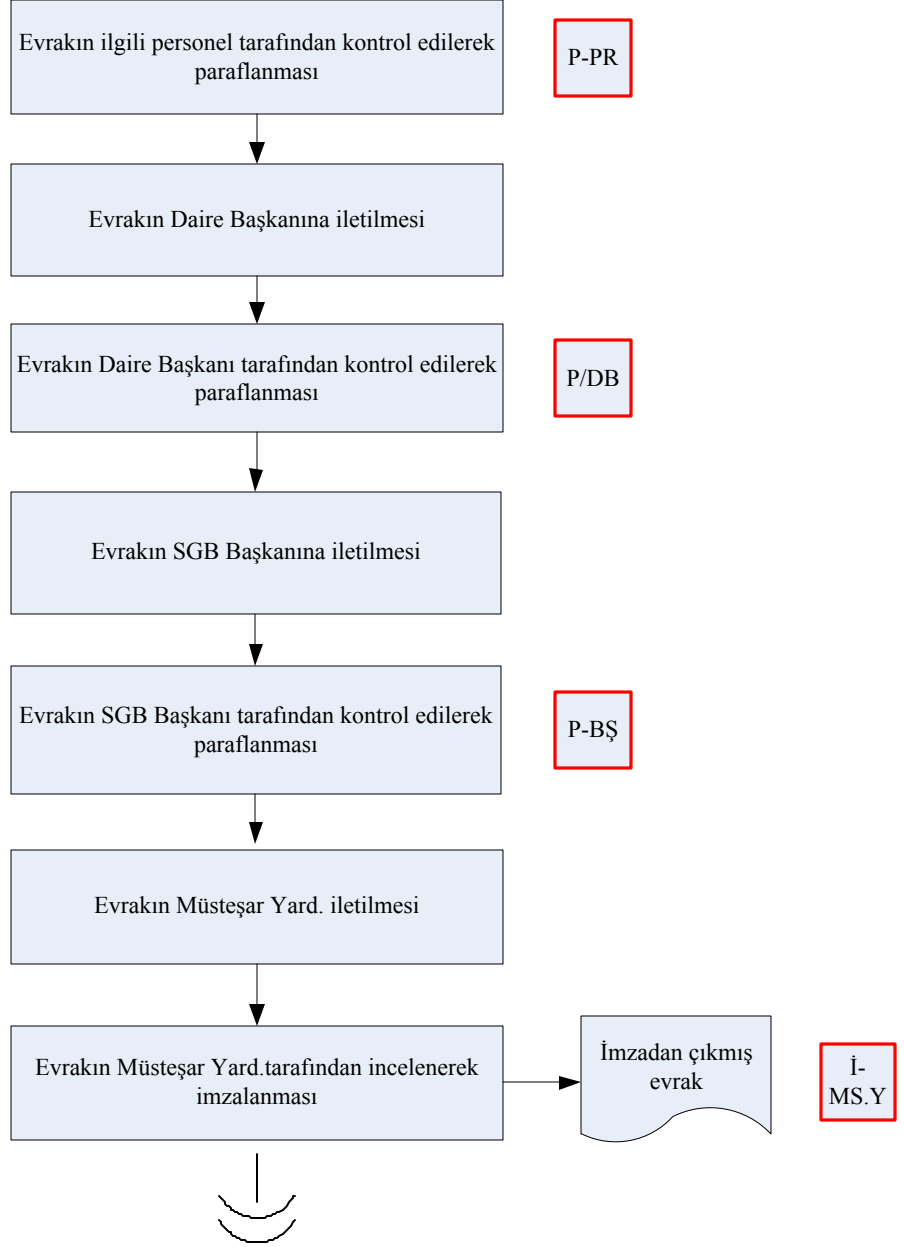 Evrakın ilgili personel tarafından kontrol edilerek
paraflanması
P-PR
Evrakın Daire Başkanına iletilmesi
Evrakın Daire Başkanı tarafından kontrol edilerek
paraflanması
P/DB
Evrakın SGB Başkanına iletilmesi
Evrakın SGB Başkanı tarafından kontrol edilerek
paraflanması
P-BŞ
Evrakın Müsteşar Yard. iletilmesi
Evrakın Müsteşar Yard.tarafından incelenerek
imzalanması
İmzadan çıkmış
evrak
İ-
MS.Y